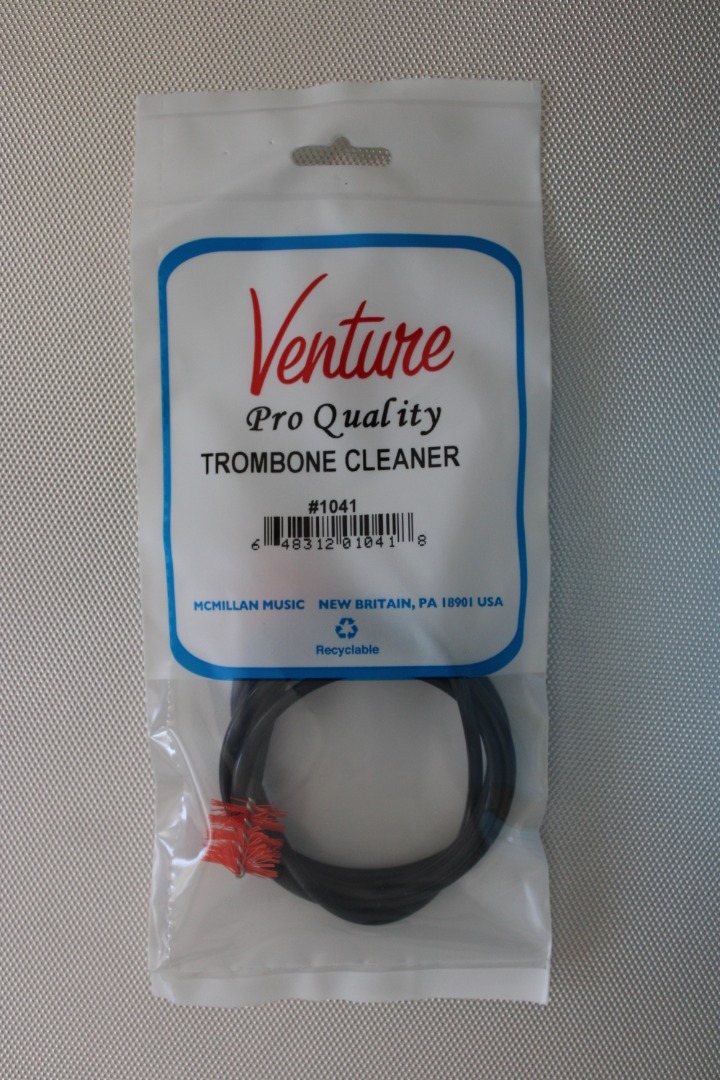 Venture
Pro Quality
TROMBONE CLEANER
#1041
6 48312 01041 8
MCMILLAN MUSIC NEW BRITAIN, PA 18901 USA
Recyclable